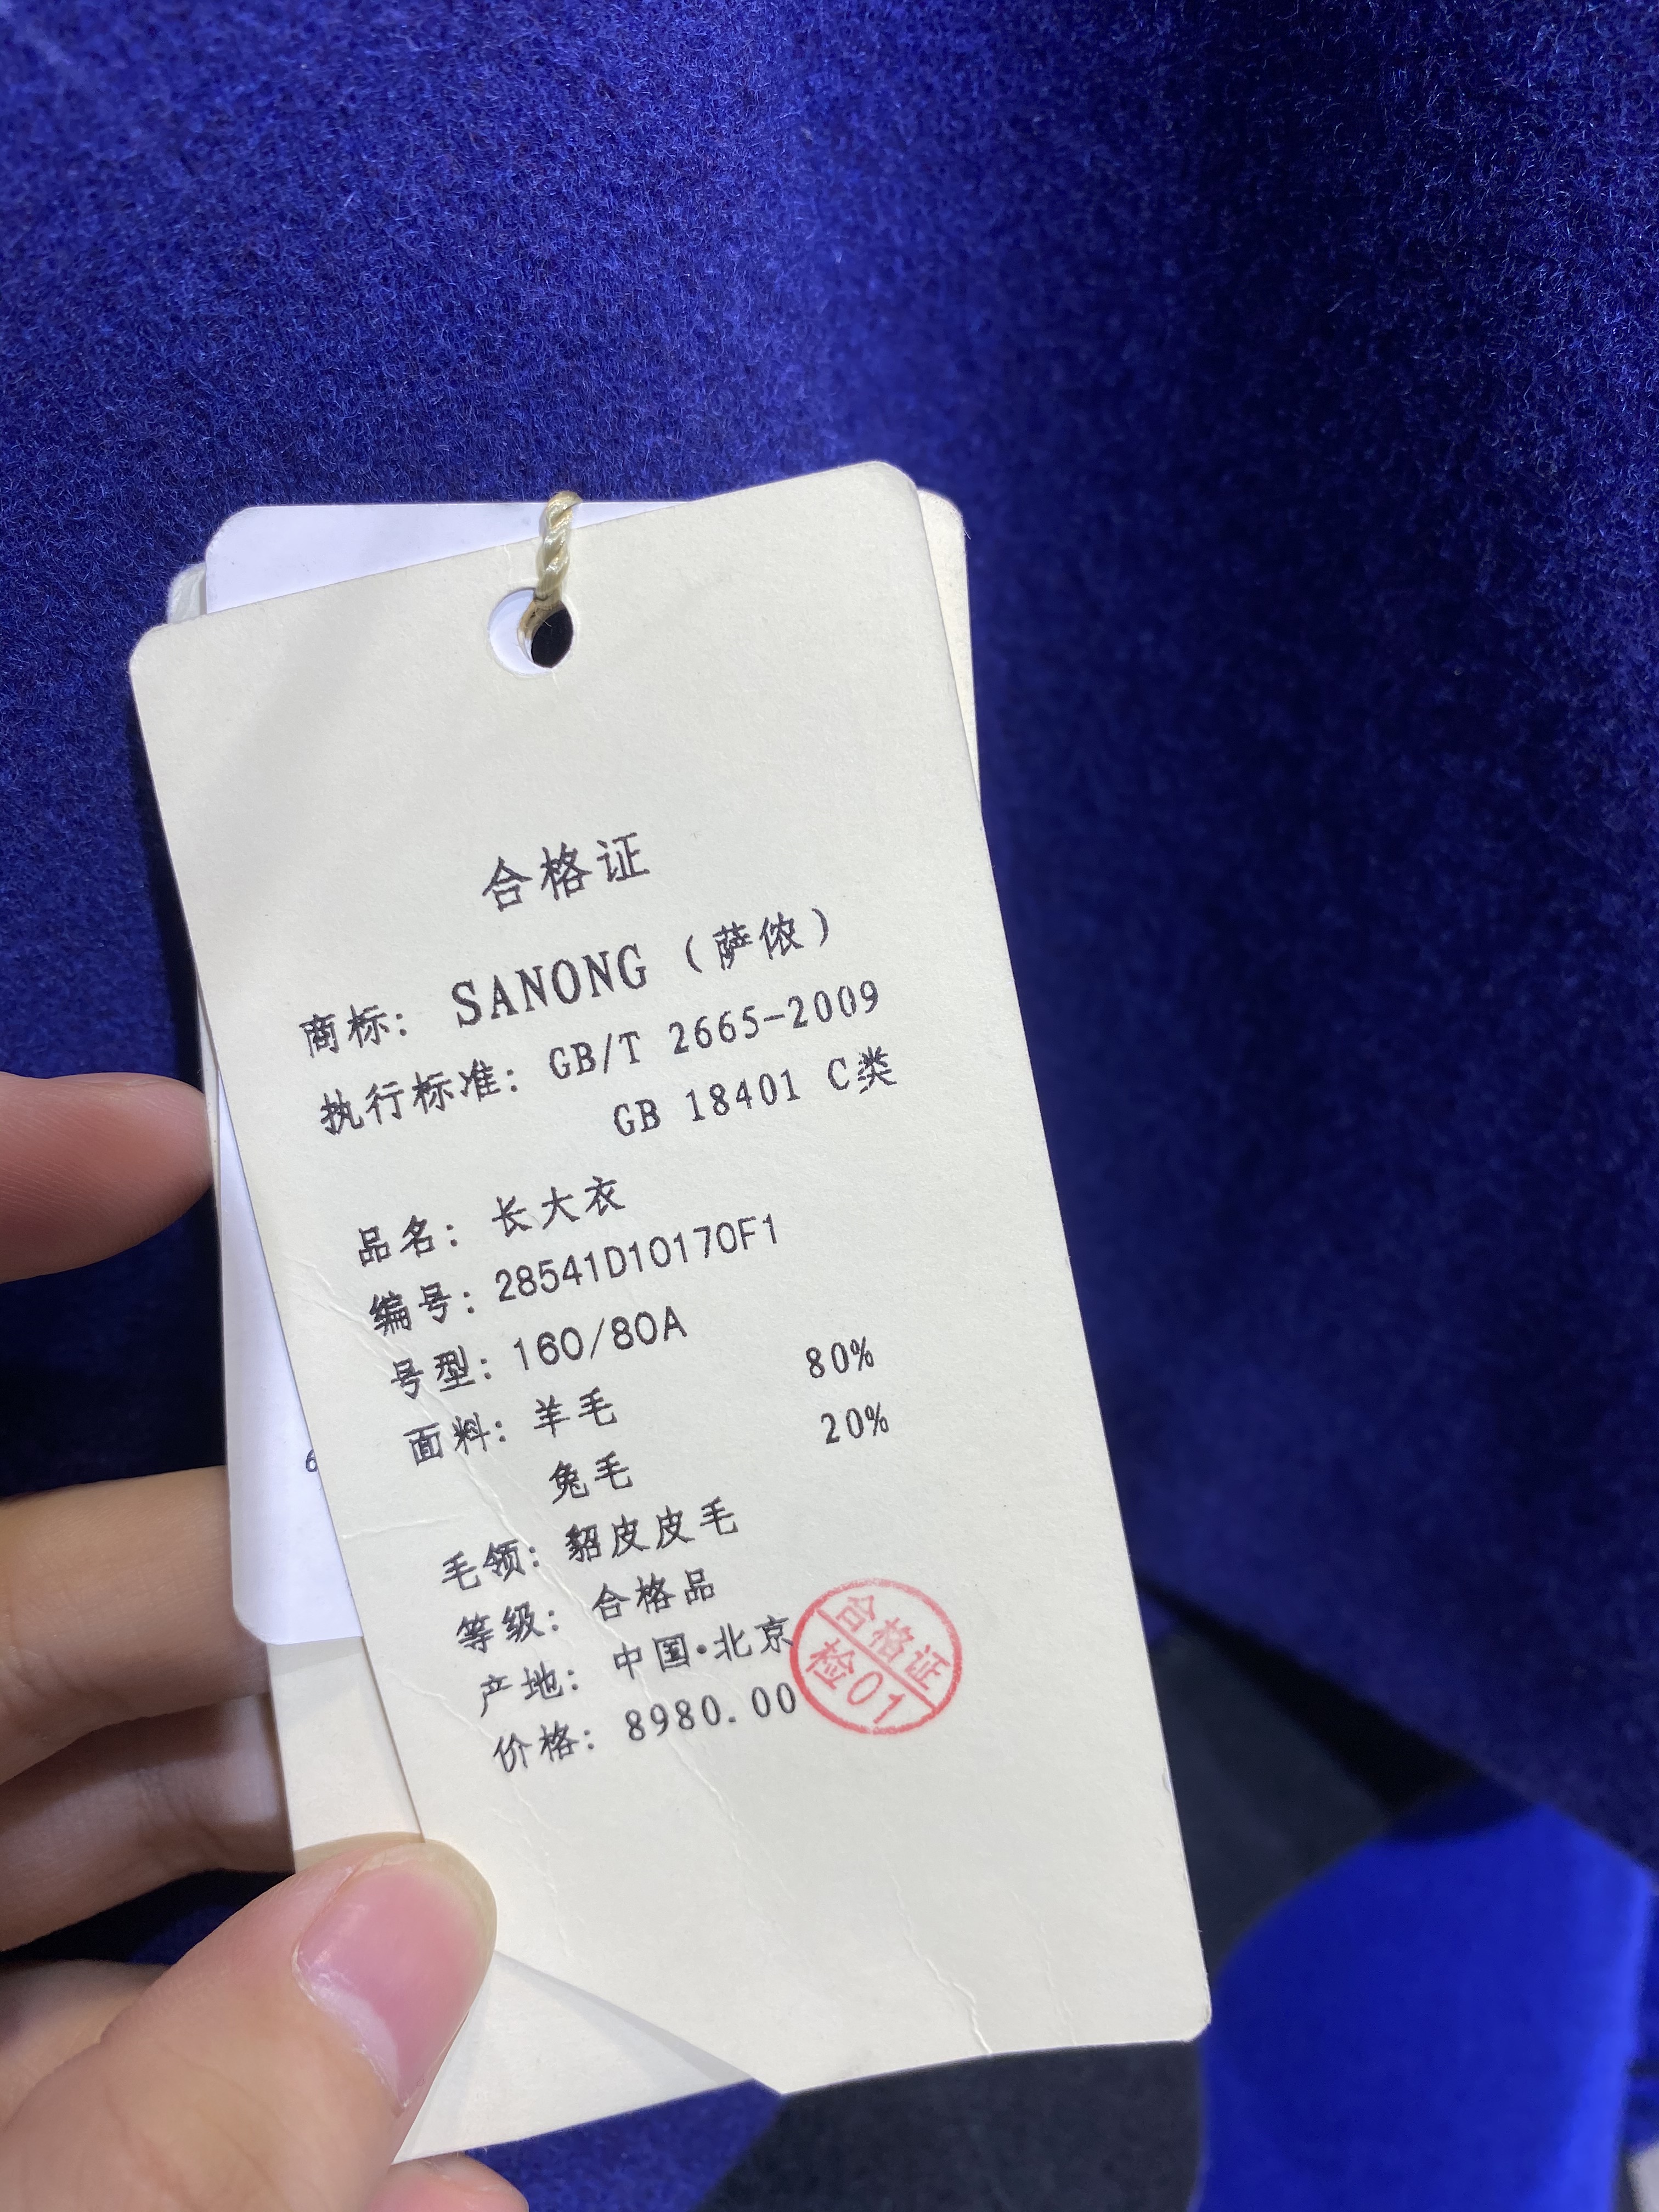 合格证
商标: SANONG (萨侬)
执行标准: GB/T 2665-2009
GB 18401 C类
品名: 长大衣
编号: 28541D10170F1
号型: 160/80A
面料: 羊毛 80%
兔毛 20%
毛领: 貂皮皮毛
等级: 合格品
产地: 中国·北京
价格: 8980.00
合格证
检01
6